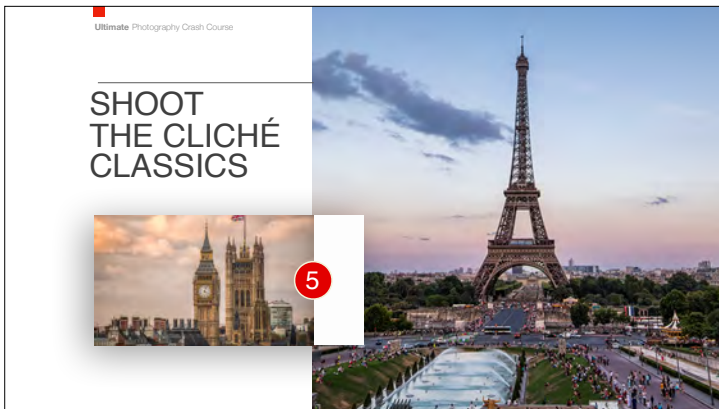 Ultimate Photography Crash Course
SHOOT
THE CLICHÉ
CLASSICS
5